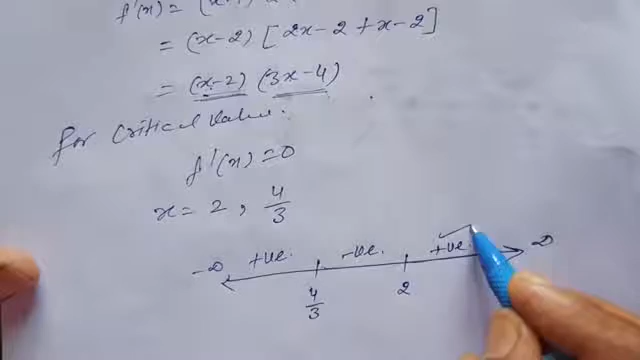 f'(x) =
= (x-2) [2x-2+x-2]
= (x-2) (3x-4)
for critical value.
f'(x) = 0
x = 2, 4/3
-∞ +ve. -ve. +ve. ∞
4/3 2